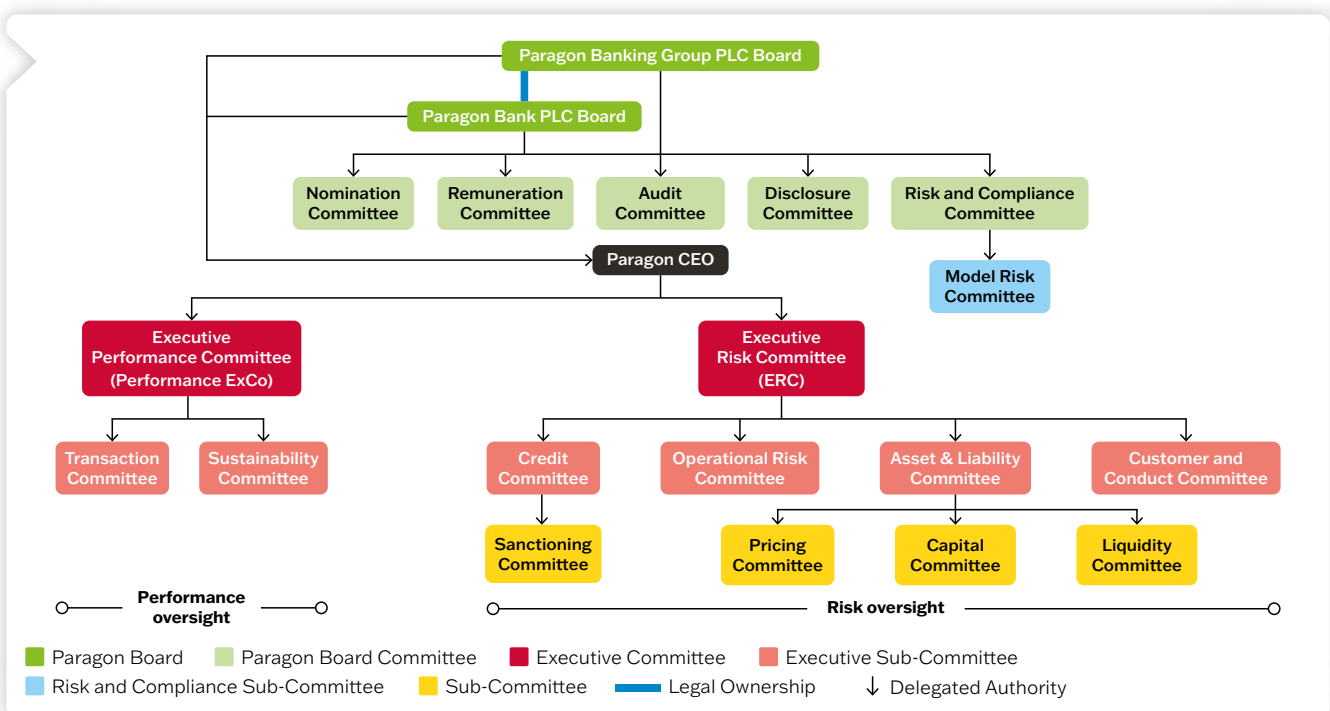 Paragon Banking Group PLC Board
Paragon Bank PLC Board
Nomination
Committee
Remuneration
Committee
Audit
Committee
Disclosure
Committee
Risk and Compliance
Committee
Paragon CEO
Model Risk
Committee
Executive
Performance Committee
(Performance ExCo)
Executive
Risk Committee
(ERC)
Transaction
Committee
Sustainability
Committee
Credit
Committee
Operational Risk
Committee
Asset & Liability
Committee
Customer and
Conduct Committee
Sanctioning
Committee
Pricing
Committee
Capital
Committee
Liquidity
Committee
Performance
oversight
Risk oversight
Paragon Board
Paragon Board Committee
Executive Committee
Executive Sub-Committee
Risk and Compliance Sub-Committee
Sub-Committee
Legal Ownership
Delegated Authority